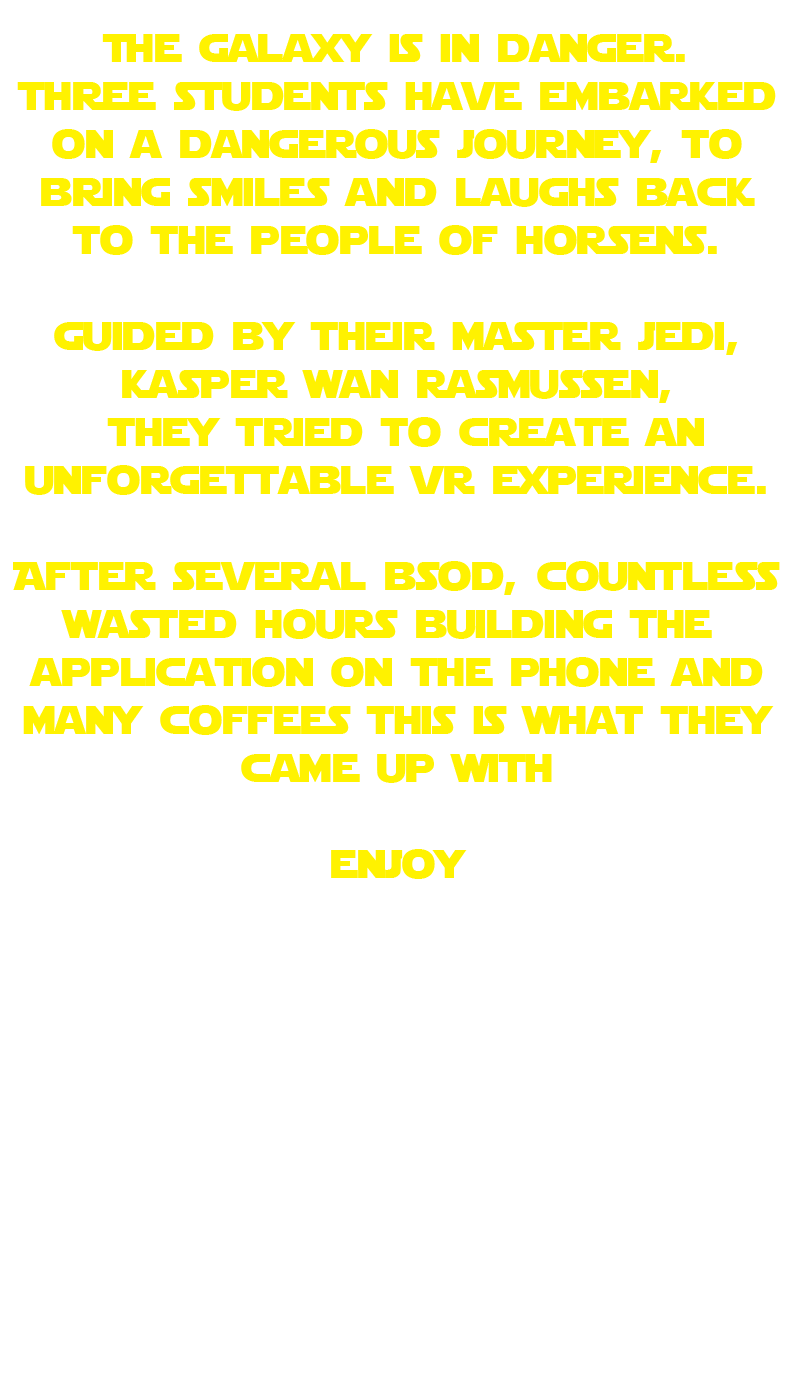 THE GALAXY IS IN DANGER.
THREE STUDENTS HAVE EMBARKED
ON A DANGEROUS JOURNEY, TO
BRING SMILES AND LAUGHS BACK
TO THE PEOPLE OF HORSENS.
GUIDED BY THEIR MASTER JEDI,
KASPER WAN RASMUSSEN,
THEY TRIED TO CREATE AN
UNFORGETTABLE VR EXPERIENCE.
AFTER SEVERAL BSOD, COUNTLESS
WASTED HOURS BUILDING THE
APPLICATION ON THE PHONE AND
MANY COFFEES THIS IS WHAT THEY
CAME UP WITH
ENJOY